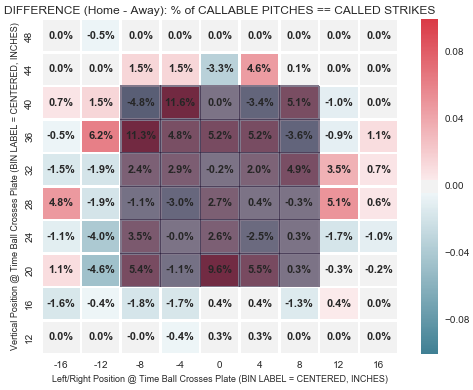 DIFFERENCE (Home - Away): % of CALLABLE PITCHES == CALLED STRIKES
48 0.0% -0.5% 0.0% 0.0% 0.0% 0.0% 0.0% 0.0% 0.0%
44 0.0% 0.0% 1.5% 1.5% -3.3% 4.6% 0.1% 0.0% 0.0%
40 0.7% 1.5% -4.8% 11.6% 0.0% -3.4% 5.1% -1.0% 0.0%
36 -0.5% 6.2% 11.3% 4.8% 5.2% 5.2% -3.6% -0.9% 1.1%
32 -1.5% -1.9% 2.4% 2.9% -0.2% 2.0% 4.9% 3.5% 0.7%
28 4.8% -1.9% -1.1% -3.0% 2.7% 0.4% -0.3% 5.1% 0.6%
24 -1.1% -4.0% 3.5% -0.0% 2.6% -2.5% 0.3% -1.7% -1.0%
20 1.1% -4.6% 5.4% -1.1% 9.6% 5.5% 0.3% -0.3% -0.2%
16 -1.6% -0.4% -1.8% -1.7% 0.4% 0.4% -1.3% 0.4% 0.0%
12 0.0% 0.0% -0.0% -0.4% 0.3% 0.3% 0.0% 0.0% 0.0%
-16 -12 -8 -4 0 4 8 12 16
Left/Right Position @ Time Ball Crosses Plate (BIN LABEL = CENTERED, INCHES)
Vertical Position @ Time Ball Crosses Plate (BIN LABEL = CENTERED, INCHES)
0.08
0.04
0.00
-0.04
-0.08